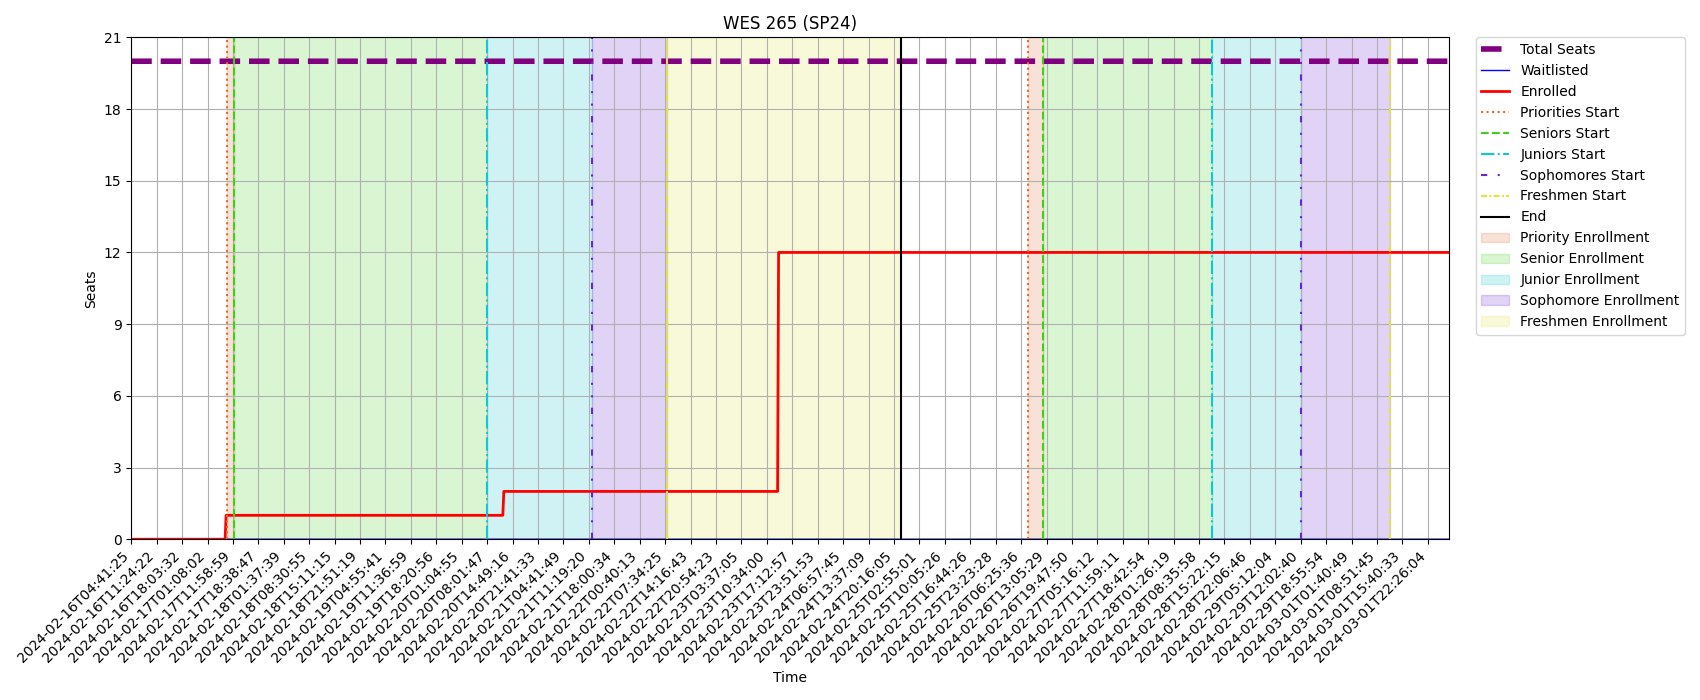 WES 265 (SP24)
21
18
15
12
9
6
3
0
Seats
2024-02-16T04:41:25
2024-02-16T11:24:22
2024-02-16T18:03:32
2024-02-17T01:08:02
2024-02-17T11:58:59
2024-02-17T18:38:47
2024-02-18T01:37:39
2024-02-18T08:30:55
2024-02-18T15:11:15
2024-02-18T21:51:19
2024-02-19T04:55:41
2024-02-19T11:36:59
2024-02-19T18:20:56
2024-02-20T01:04:55
2024-02-20T08:01:47
2024-02-20T14:49:16
2024-02-20T21:41:33
2024-02-21T04:41:49
2024-02-21T11:19:20
2024-02-21T18:00:34
2024-02-22T00:40:13
2024-02-22T07:34:25
2024-02-22T14:16:43
2024-02-22T20:54:23
2024-02-23T03:37:05
2024-02-23T10:34:00
2024-02-23T17:12:57
2024-02-23T23:51:53
2024-02-24T06:57:45
2024-02-24T13:37:09
2024-02-24T20:16:05
2024-02-25T02:55:01
2024-02-25T10:05:26
2024-02-25T16:44:26
2024-02-25T23:23:28
2024-02-26T06:25:36
2024-02-26T13:05:29
2024-02-26T19:47:50
2024-02-27T05:16:12
2024-02-27T11:59:11
2024-02-27T18:42:54
2024-02-28T01:26:19
2024-02-28T08:35:58
2024-02-28T15:22:15
2024-02-28T22:06:46
2024-02-29T05:12:04
2024-02-29T12:02:40
2024-02-29T18:55:54
2024-03-01T01:40:49
2024-03-01T08:51:45
2024-03-01T15:40:33
2024-03-01T22:26:04
Time
Total Seats
Waitlisted
Enrolled
Priorities Start
Seniors Start
Juniors Start
Sophomores Start
Freshmen Start
End
Priority Enrollment
Senior Enrollment
Junior Enrollment
Sophomore Enrollment
Freshmen Enrollment